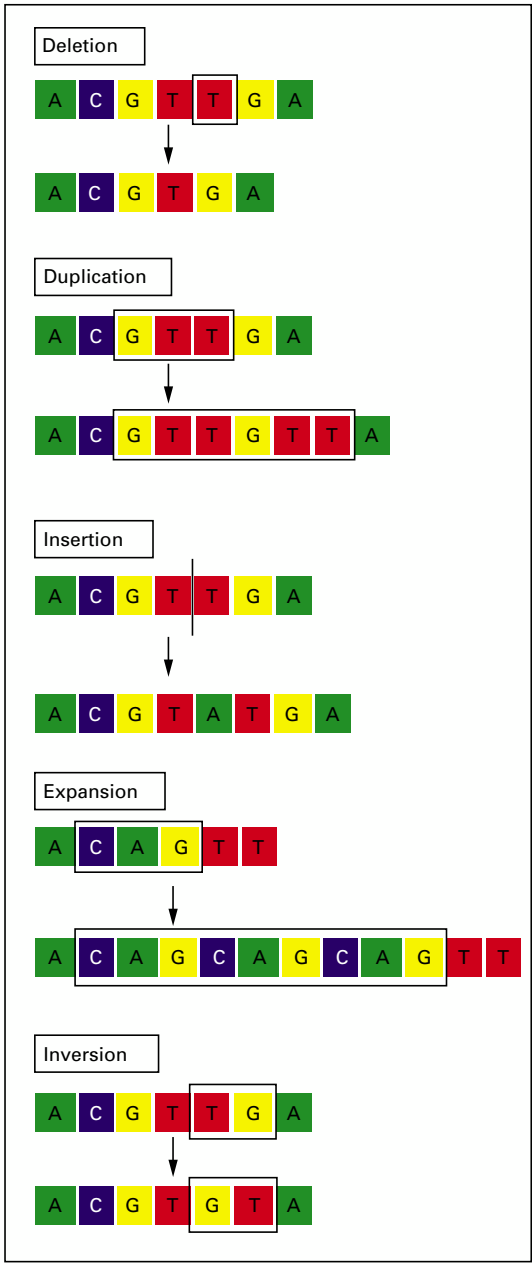 Deletion
A C G T T G A
A C G T G A
Duplication
A C G T T G A
A C G T T G T T A
Insertion
A C G T T G A
A C G T A T G A
Expansion
A C A G T T
A C A G C A G C A G T T
Inversion
A C G T T G A
A C G T G T A